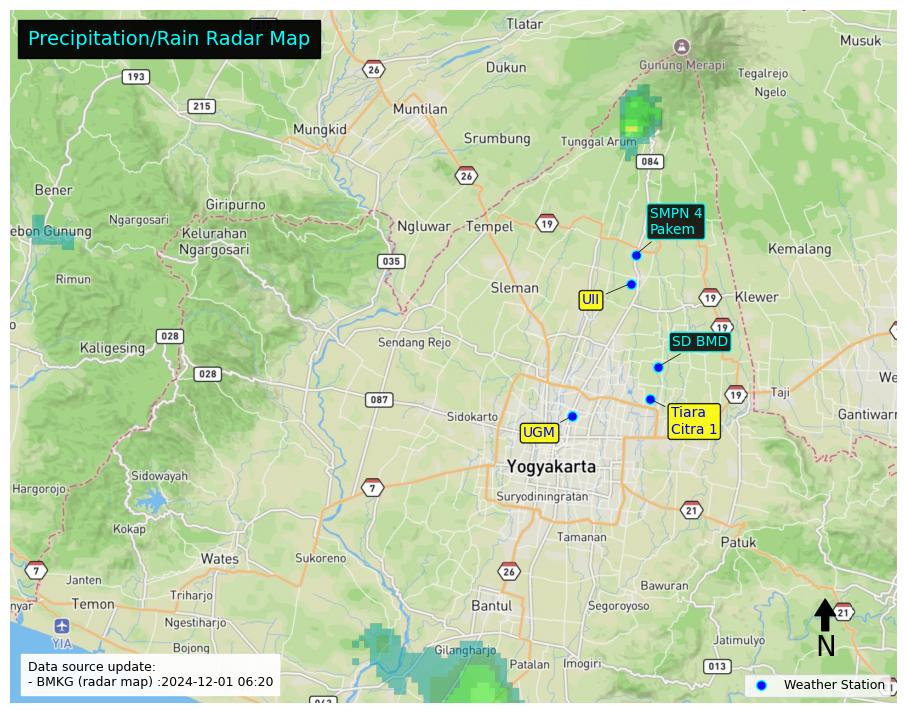 Precipitation/Rain Radar Map
Tlatar
Musuk
Gunung Merapi
26
Dukun
Tegalrejo
193
Ngelo
215
Muntilan
Mungkid
Srumbung
Tunggal Arum
084
26
Bener
Giripurno
Ngargosari
SMPN 4
Pakem
ebon Gunung
Kelurahan
Ngargosari
Ngluwar
Tempel
19
Kemalang
035
Rimun
Sleman
UII
19
Klewer
028
19
Kaligesing
Sendang Rejo
SD BMD
028
We
087
19
Taji
Sidokarto
Tiara
Citra 1
Gantiwarn
UGM
Yogyakarta
Sidowayah
Hargorojo
7
Suryodiningratan
21
Kokap
Tamanan
Patuk
Wates
Sukoreno
7
26
Janten
Bawuran
Triharjo
nyar
Temon
Bantul
Segoroyoso
21
Ngestiharjo
YIA
N
Jatimulyo
Bojong
Gilangharjo
Patalan
Imogiri
013
Data source update:
- BMKG (radar map) :2024-12-01 06:20
Weather Station